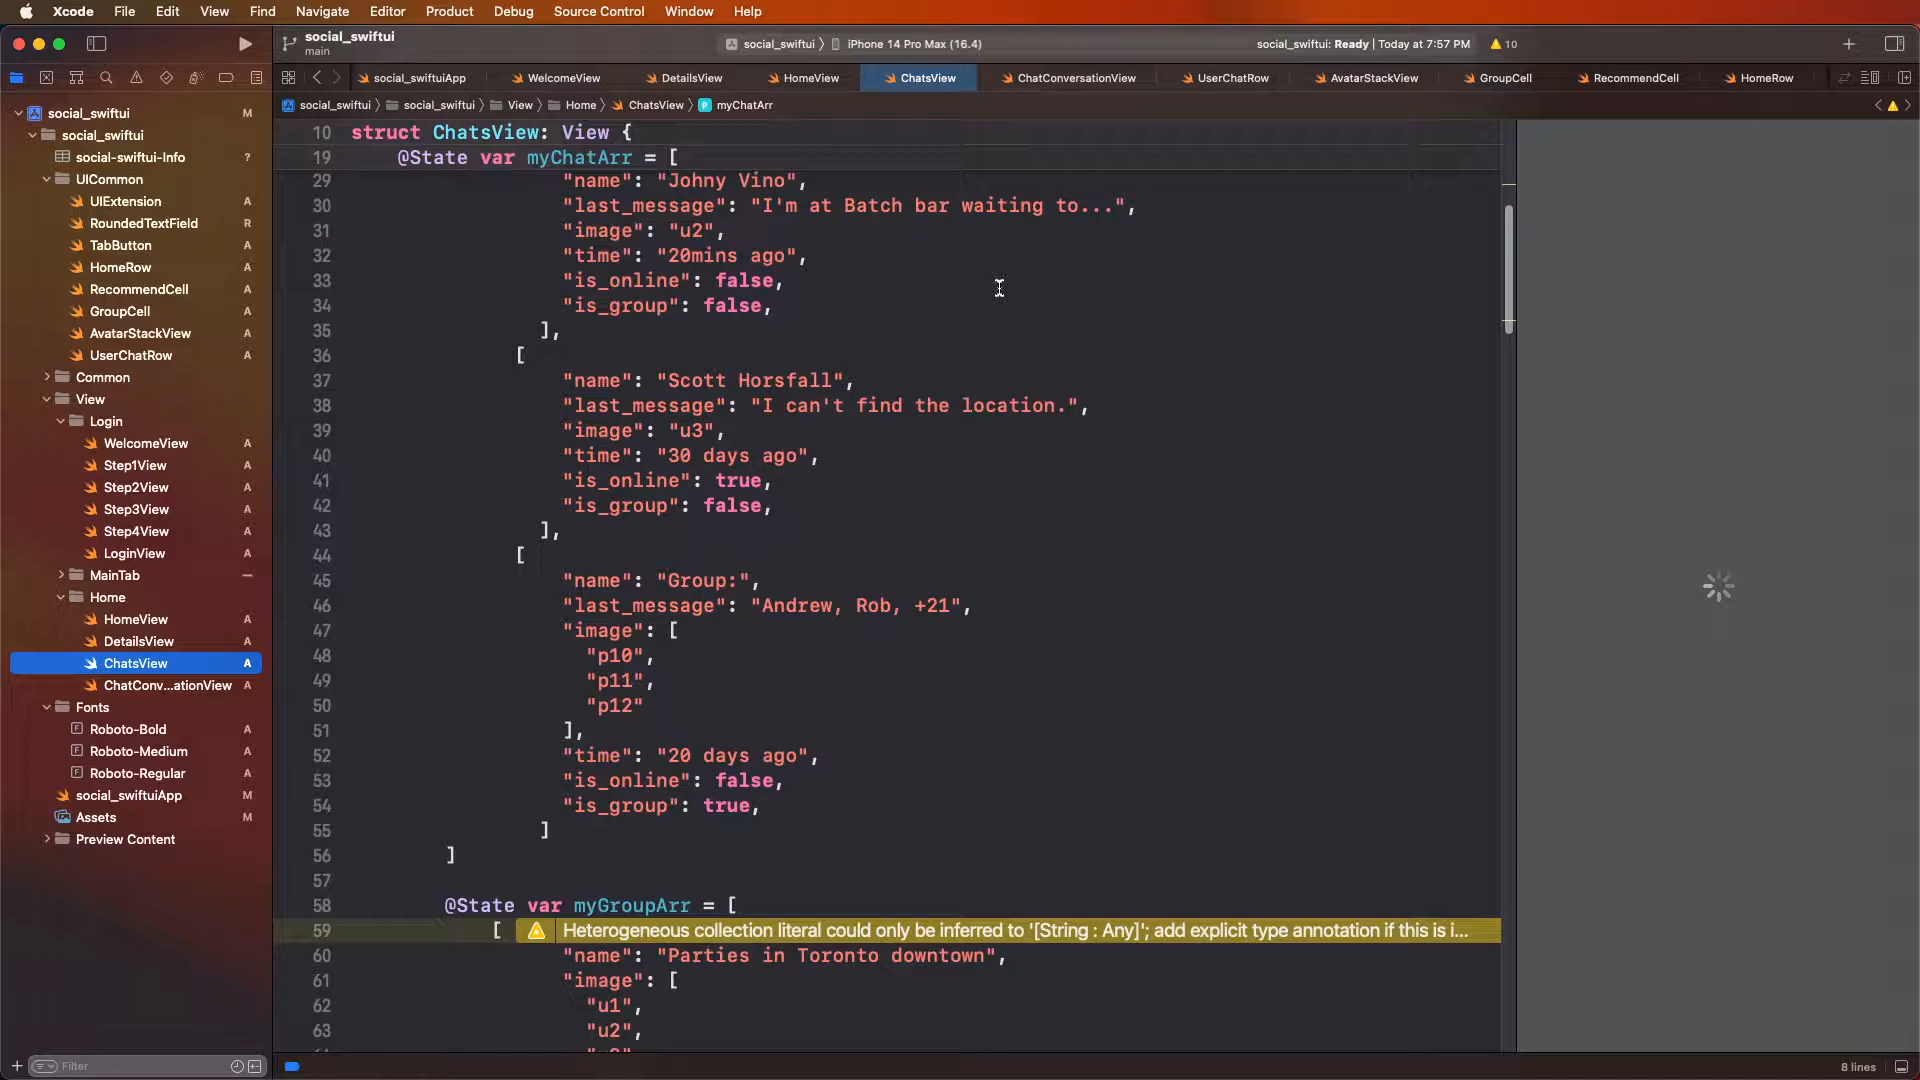 Xcode File Edit View Find Navigate Editor Product Debug Source Control Window Help
social_swiftui
main
social_swiftui 〉 iPhone 14 Pro Max (16.4)
social_swiftui: Ready | Today at 7:57 PM
10
social_swiftuiApp WelcomeView DetailsView HomeView ChatsView ChatConversationView UserChatRow AvatarStackView GroupCell RecommendCell HomeRow
social_swiftui 〉 social_swiftui 〉 View 〉 Home 〉 ChatsView 〉 P myChatArr
social_swiftui M
social_swiftui
social-swiftui-Info ?
UICommon
UIExtension A
RoundedTextField R
TabButton A
HomeRow A
RecommendCell A
GroupCell A
AvatarStackView A
UserChatRow A
Common
View
Login
WelcomeView A
Step1View A
Step2View A
Step3View A
Step4View A
LoginView A
MainTab
Home
HomeView A
DetailsView A
ChatsView A
ChatConv...ationView A
Fonts
F Roboto-Bold A
F Roboto-Medium A
F Roboto-Regular A
social_swiftuiApp M
Assets M
Preview Content
Filter
10 struct ChatsView: View {
19 @State var myChatArr = [
29 "name": "Johny Vino",
30 "last_message": "I'm at Batch bar waiting to...",
31 "image": "u2",
32 "time": "20mins ago",
33 "is_online": false,
34 "is_group": false,
35 ],
36 [
37 "name": "Scott Horsfall",
38 "last_message": "I can't find the location.",
39 "image": "u3",
40 "time": "30 days ago",
41 "is_online": true,
42 "is_group": false,
43 ],
44 [
45 "name": "Group:",
46 "last_message": "Andrew, Rob, +21",
47 "image": [
48 "p10",
49 "p11",
50 "p12"
51 ],
52 "time": "20 days ago",
53 "is_online": false,
54 "is_group": true,
55 ]
56 ]
57
58 @State var myGroupArr = [
59 [ Heterogeneous collection literal could only be inferred to '[String : Any]'; add explicit type annotation if this is i...
60 "name": "Parties in Toronto downtown",
61 "image": [
62 "u1",
63 "u2",
8 lines